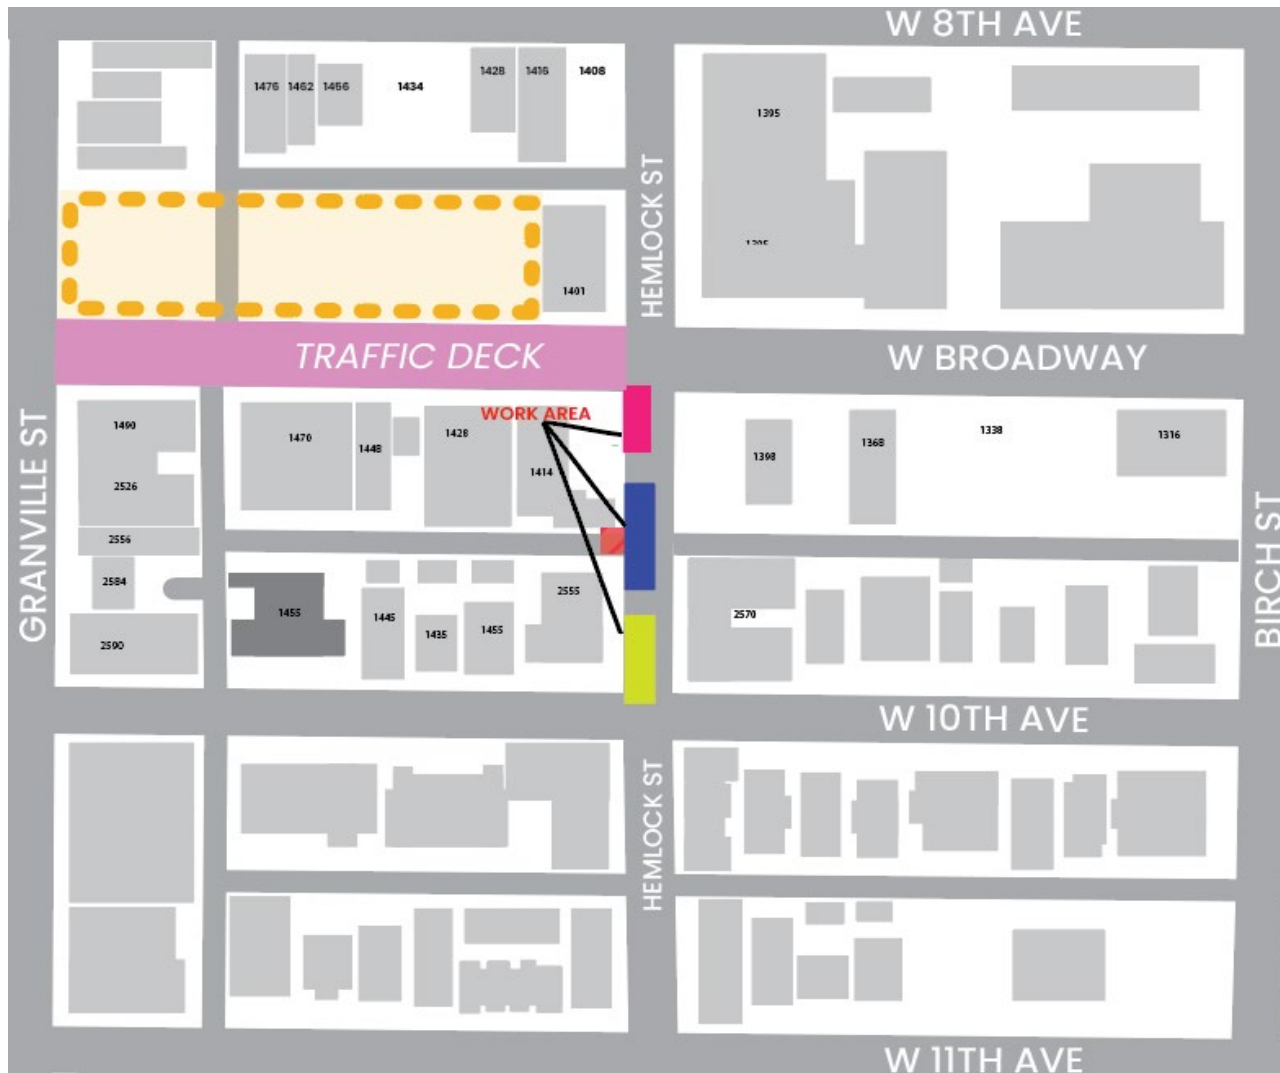 W 8TH AVE
1476
1462
1456
1434
1428
1416
1408
1395
HEMLOCK ST
1401
TRAFFIC DECK
W BROADWAY
GRANVILLE ST
1490
2526
2556
2584
2590
1470
1448
1428
WORK AREA
1414
1398
1368
1338
1316
1455
1445
1435
1455
2555
2570
BIRCH ST
W 10TH AVE
HEMLOCK ST
W 11TH AVE